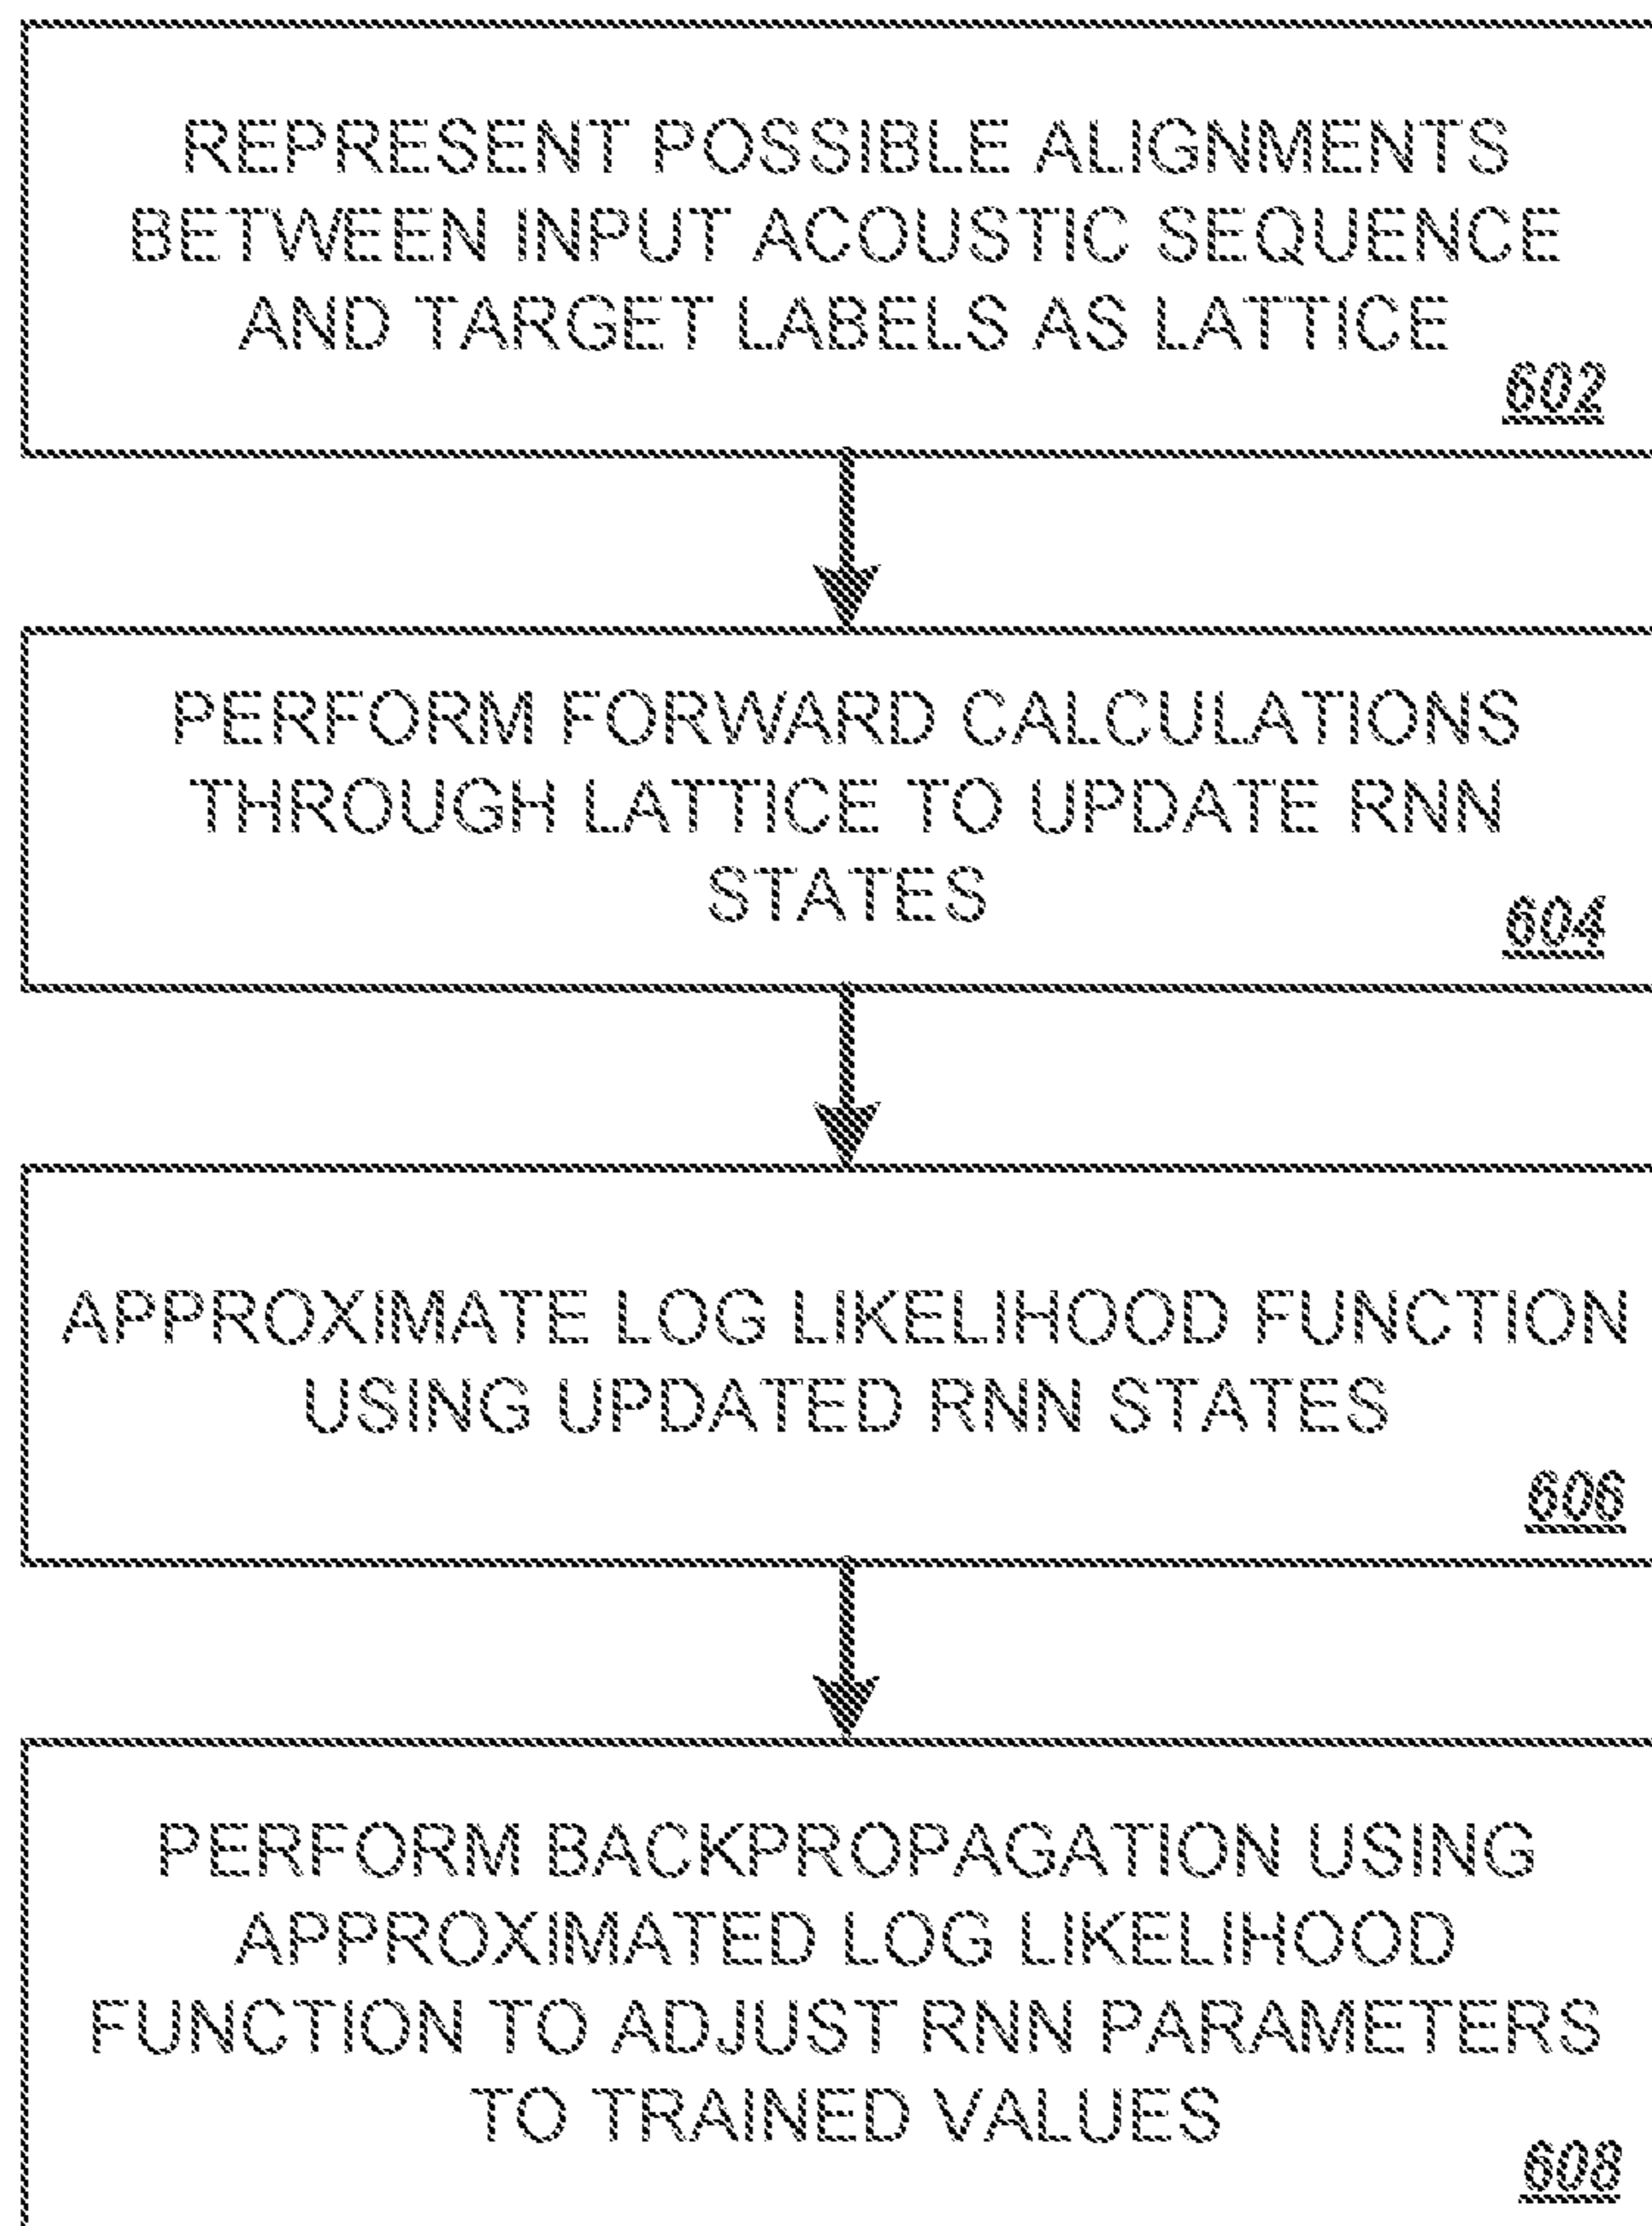 REPRESENT POSSIBLE ALIGNMENTS
BETWEEN INPUT ACOUSTIC SEQUENCE
AND TARGET LABELS AS LATTICE
602
PERFORM FORWARD CALCULATIONS
THROUGH LATTICE TO UPDATE RNN
STATES
604
APPROXIMATE LOG LIKELIHOOD FUNCTION
USING UPDATED RNN STATES
606
PERFORM BACKPROPAGATION USING
APPROXIMATED LOG LIKELIHOOD
FUNCTION TO ADJUST RNN PARAMETERS
TO TRAINED VALUES
608